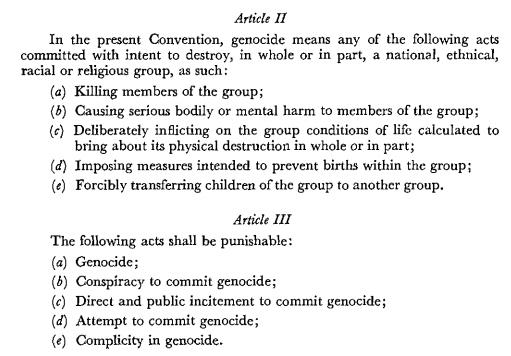 Article II
In the present Convention, genocide means any of the following acts
committed with intent to destroy, in whole or in part, a national, ethnical,
racial or religious group, as such:
(a) Killing members of the group;
(b) Causing serious bodily or mental harm to members of the group;
(c) Deliberately inflicting on the group conditions of life calculated to
bring about its physical destruction in whole or in part;
(d) Imposing measures intended to prevent births within the group;
(e) Forcibly transferring children of the group to another group.
Article III
The following acts shall be punishable:
(a) Genocide;
(b) Conspiracy to commit genocide;
(c) Direct and public incitement to commit genocide;
(d) Attempt to commit genocide;
(e) Complicity in genocide.